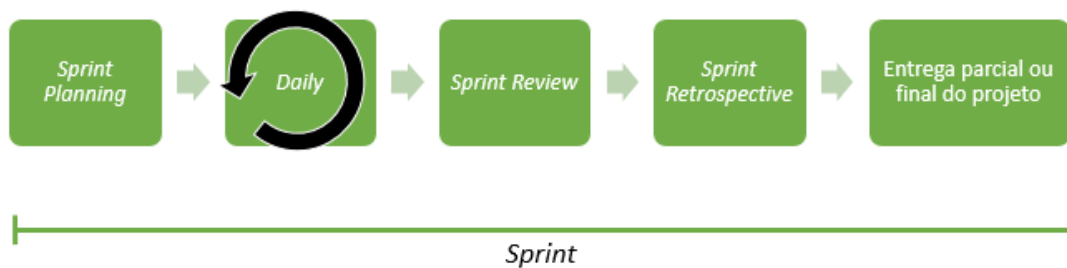 Sprint
Planning
Daily
Sprint Review
Sprint
Retrospective
Entrega parcial ou
final do projeto
Sprint